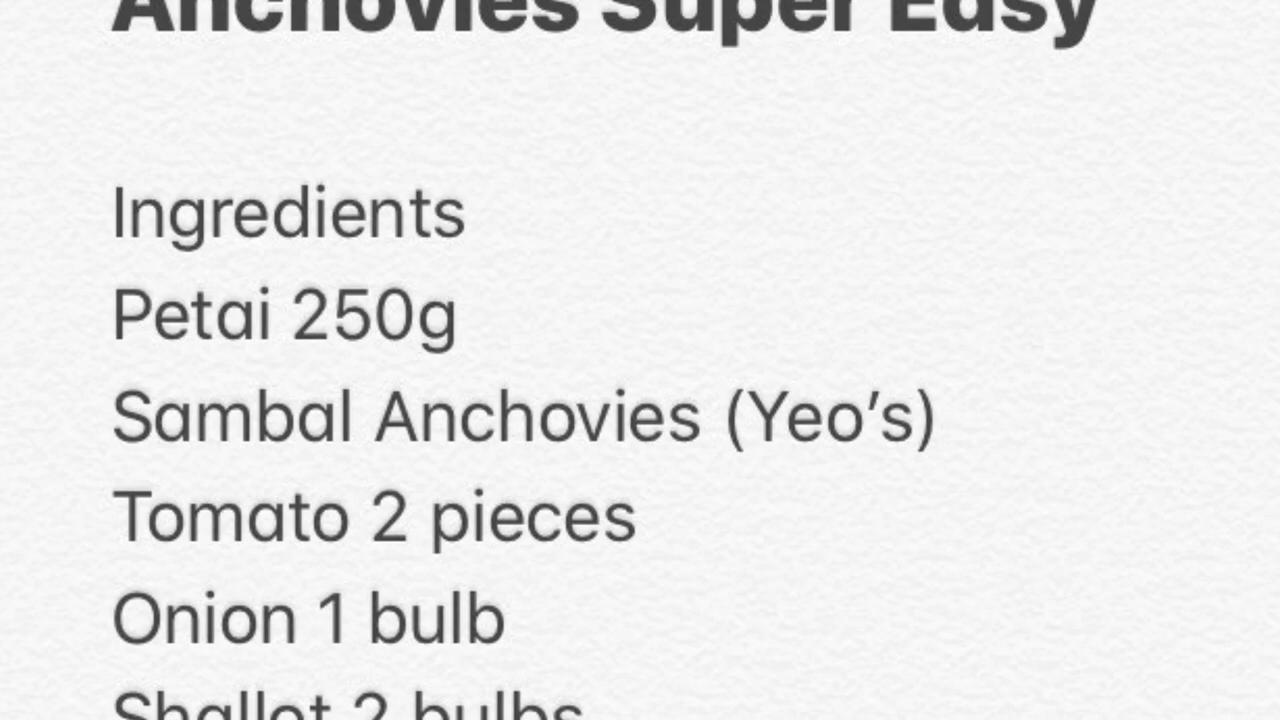 Anchovies Super Easy
Ingredients
Petai 250g
Sambal Anchovies (Yeo’s)
Tomato 2 pieces
Onion 1 bulb
Shallot 2 bulbs